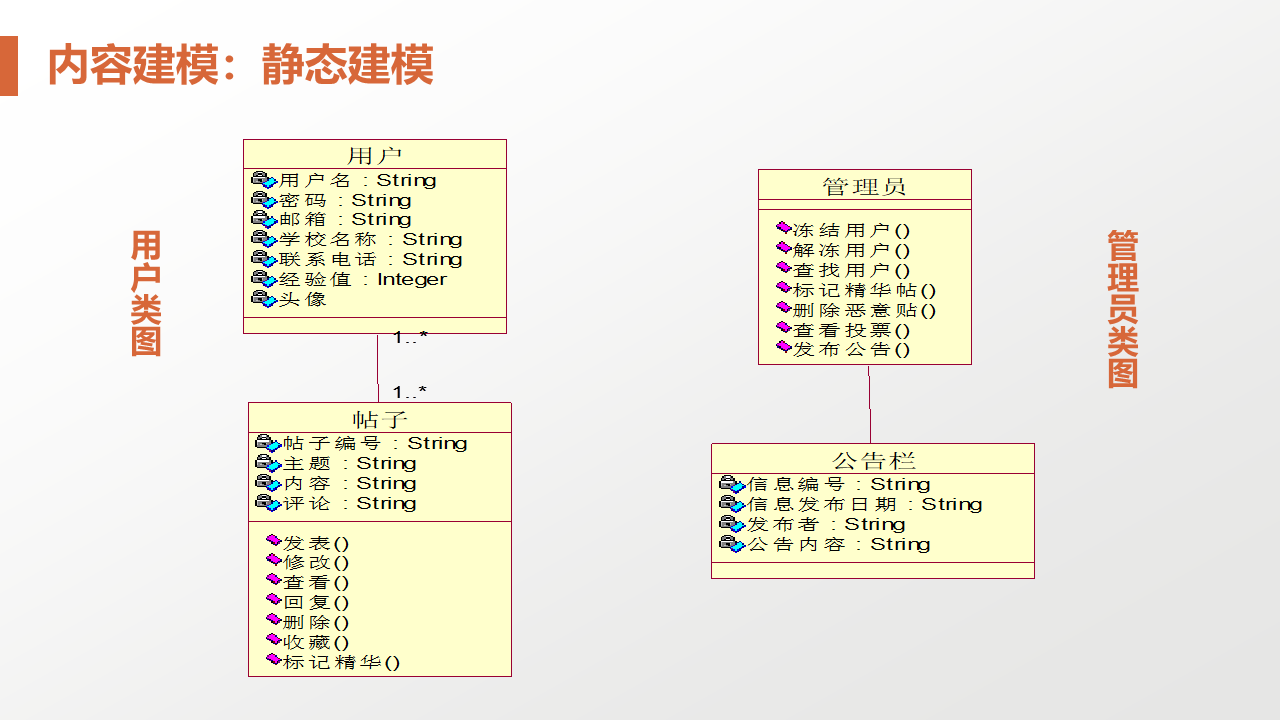 内容建模：静态建模
用户类图
用户
用户名 : String
密码 : String
邮箱 : String
学校名称 : String
联系电话 : String
经验值 : Integer
头像
1..*
1..*
帖子
帖子编号 : String
主题 : String
内容 : String
评论 : String
发表()
修改()
查看()
回复()
删除()
收藏()
标记精华()
管理员
冻结用户()
解冻用户()
查找用户()
标记精华帖()
删除恶意贴()
查看投票()
发布公告()
公告栏
信息编号 : String
信息发布日期 : String
发布者 : String
公告内容 : String
管理员类图